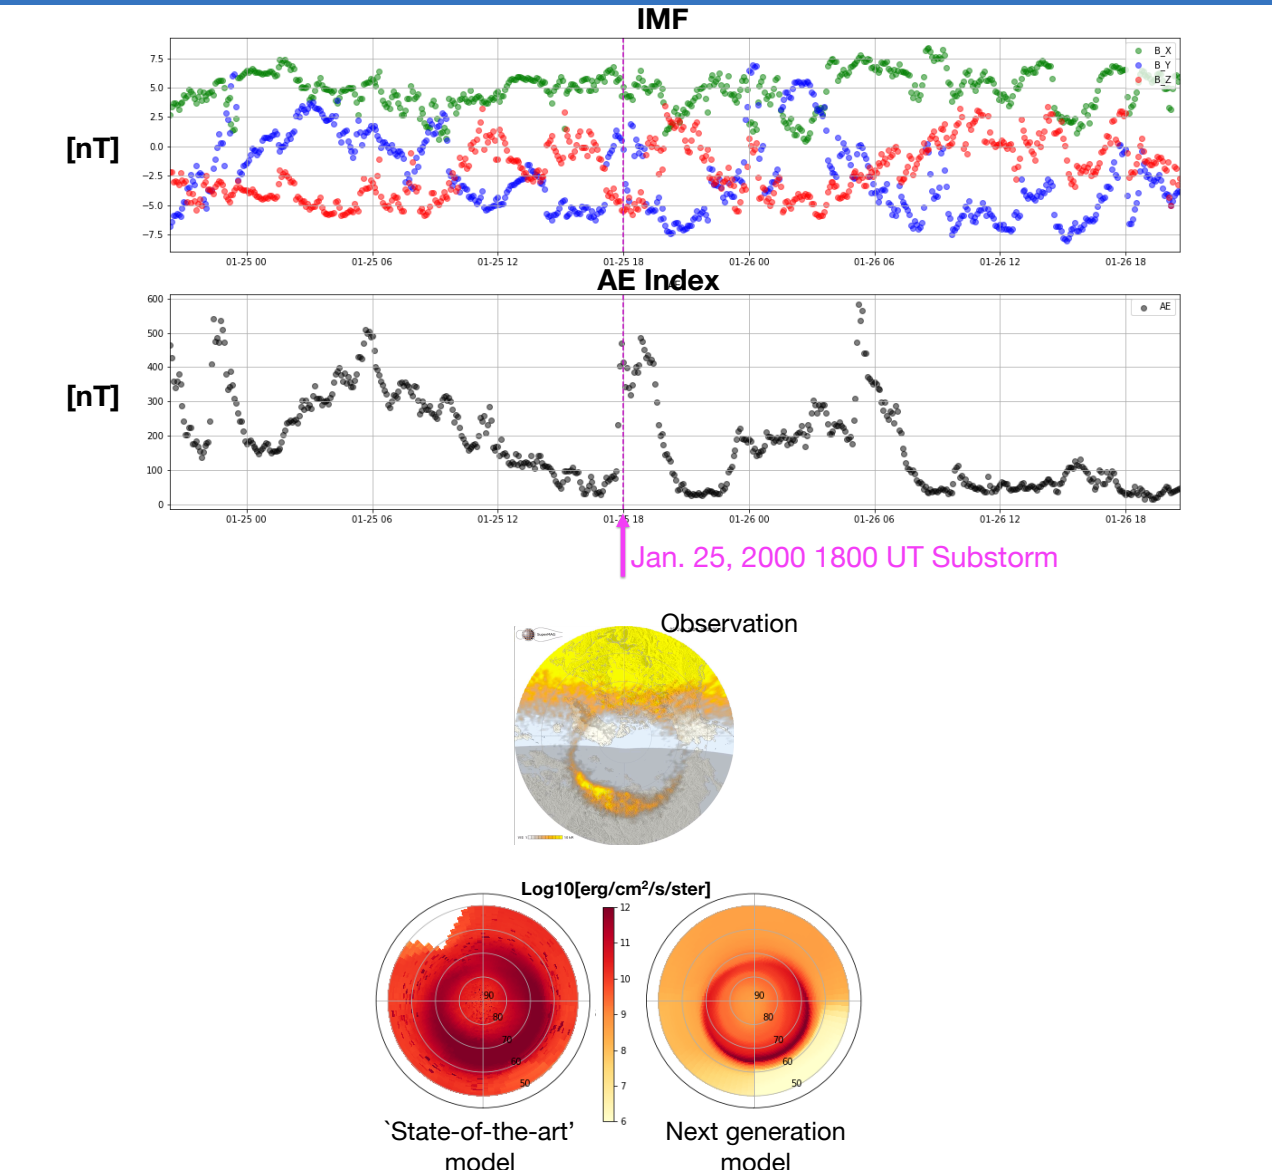 IMF
[nT]
7.5
5.0
2.5
0.0
−2.5
−5.0
−7.5
B_X
B_Y
B_Z
01-25 00
01-25 06
01-25 12
01-25 18
01-26 00
01-26 06
01-26 12
01-26 18
AE Index
[nT]
600
500
400
300
200
100
0
AE
01-25 00
01-25 06
01-25 12
18
01-26 00
01-26 06
01-26 12
01-26 18
Jan. 25, 2000 1800 UT Substorm
Observation
SuperMAG
Log10[erg/cm²/s/ster]
90
80
70
60
50
12
11
10
9
8
7
6
90
80
70
60
50
`State-of-the-art’
model
Next generation
model